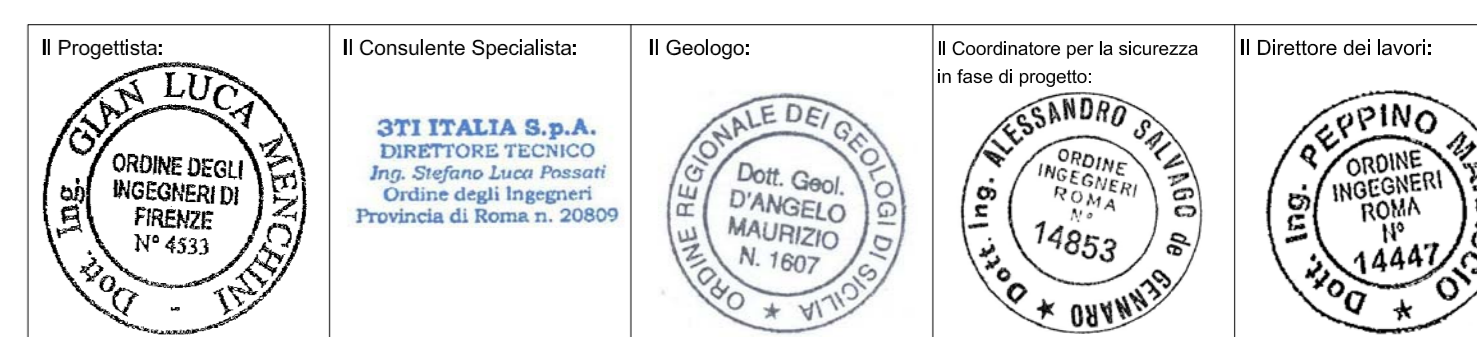 Il Progettista:
Dott. Ing. GIAN LUCA MENCHINI -
ORDINE DEGLI
INGEGNERI DI
FIRENZE
N° 4533
Il Consulente Specialista:
3TI ITALIA S.p.A.
DIRETTORE TECNICO
Ing. Stefano Luca Possati
Ordine degli Ingegneri
Provincia di Roma n. 20809
Il Geologo:
ORDINE REGIONALE DEI GEOLOGI DI SICILIA ★
Dott. Geol.
D'ANGELO
MAURIZIO
N. 1607
Il Coordinatore per la sicurezza
in fase di progetto:
Dott. Ing. ALESSANDRO SALVAGO de GENNARO ★
ORDINE
INGEGNERI
ROMA
N°
14853
Il Direttore dei lavori:
Dott. Ing. PEPPINO
ORDINE
INGEGNERI
ROMA
N°
14447